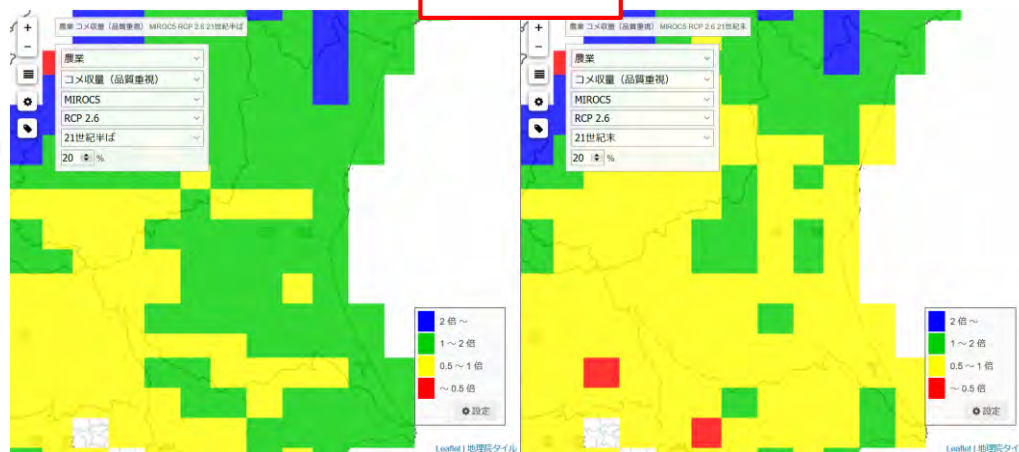 農業 コメ収量（品質重視） MIROC5 RCP 2.6 21世紀半ば
農業
コメ収量（品質重視）
MIROC5
RCP 2.6
21世紀半ば
20 %
2 倍～
1～2 倍
0.5～1 倍
～0.5 倍
設定
Leaflet | 地理院タイル
農業 コメ収量（品質重視） MIROC5 RCP 2.6 21世紀末
農業
コメ収量（品質重視）
MIROC5
RCP 2.6
21世紀末
20 %
2 倍～
1～2 倍
0.5～1 倍
～0.5 倍
設定
Leaflet | 地理院タイ